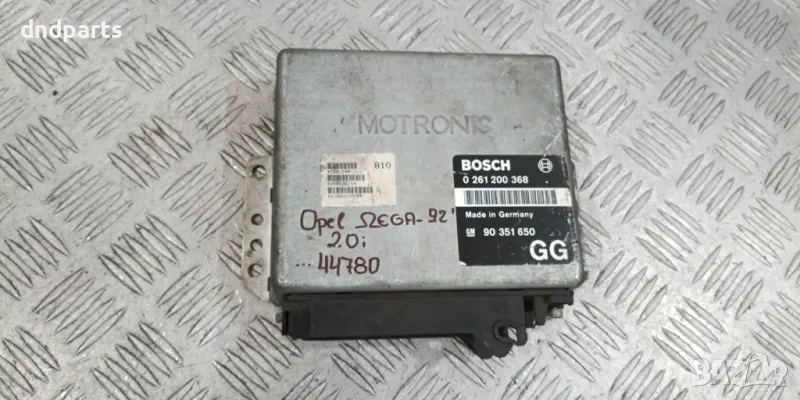 dndparts
MOTRONIC
B10
BOSCH
0 261 200 368
Made in Germany
GM 90 351 650
GG
Opel ΩEGA-92'
2.0i
44780
BAZAR